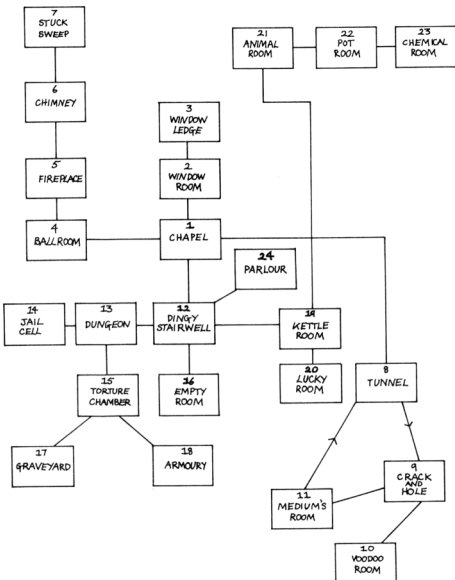 7
STUCK
SWEEP
21
ANIMAL
ROOM
22
POT
ROOM
23
CHEMICAL
ROOM
6
CHIMNEY
3
WINDOW
LEDGE
5
FIREPLACE
2
WINDOW
ROOM
4
BALLROOM
1
CHAPEL
24
PARLOUR
14
JAIL
CELL
13
DUNGEON
12
DINGY
STAIRWELL
19
KETTLE
ROOM
15
TORTURE
CHAMBER
16
EMPTY
ROOM
20
LUCKY
ROOM
8
TUNNEL
17
GRAVEYARD
18
ARMOURY
9
CRACK
AND
HOLE
11
MEDIUM'S
ROOM
10
VOODOO
ROOM